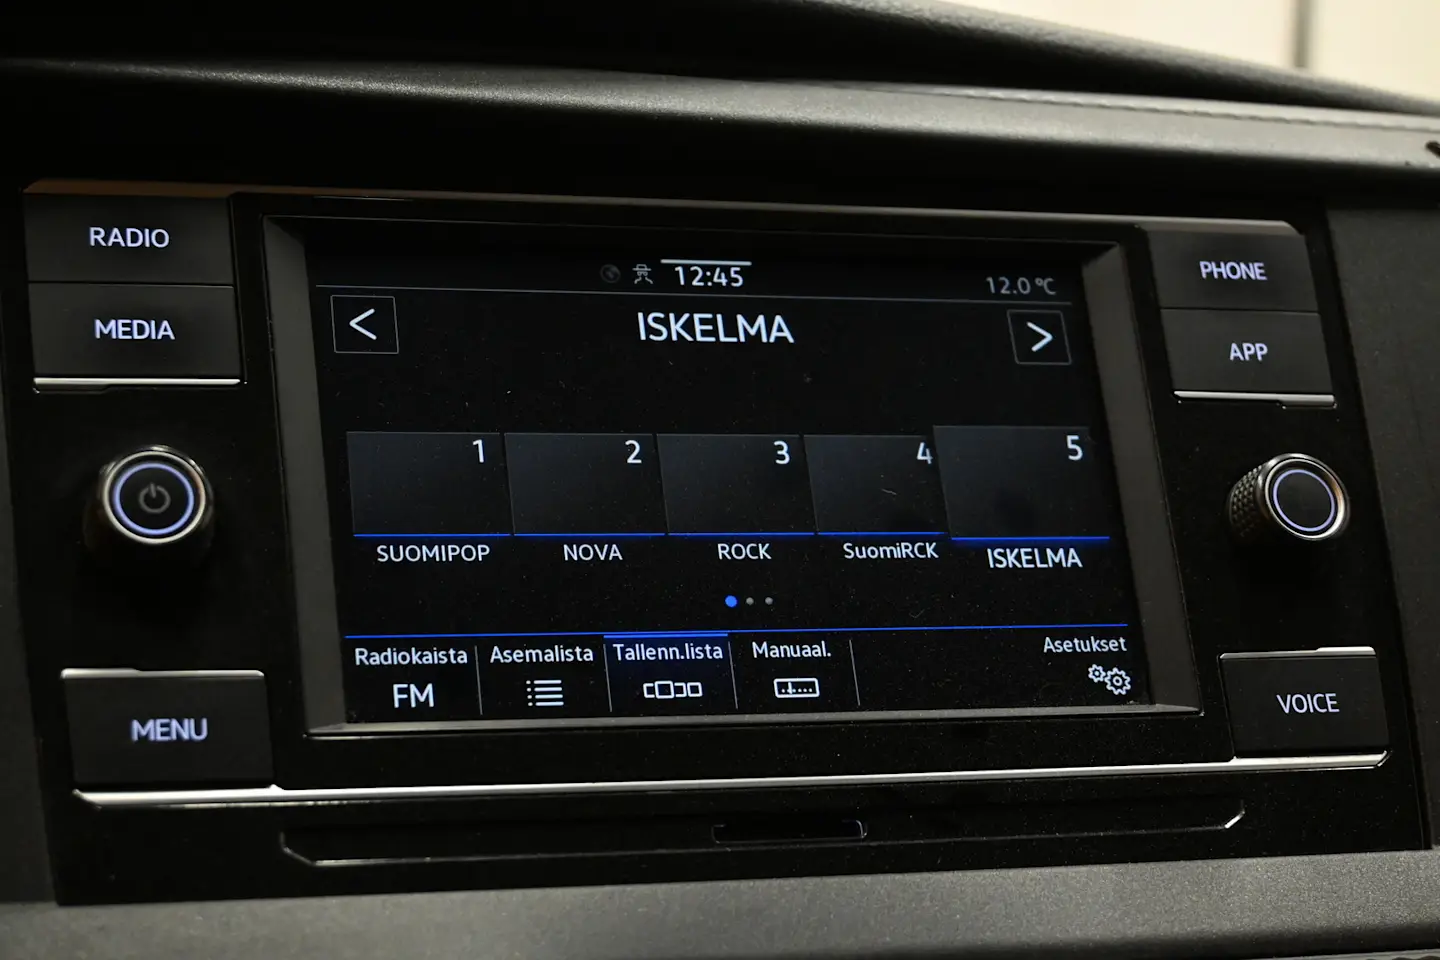 RADIO
MEDIA
MENU
12:45
12.0 °C
<
ISKELMA
>
1
2
3
4
5
SUOMIPOP
NOVA
ROCK
SuomiRCK
ISKELMA
Radiokaista
FM
Asemalista
Tallenn.lista
Manuaal.
Asetukset
PHONE
APP
VOICE